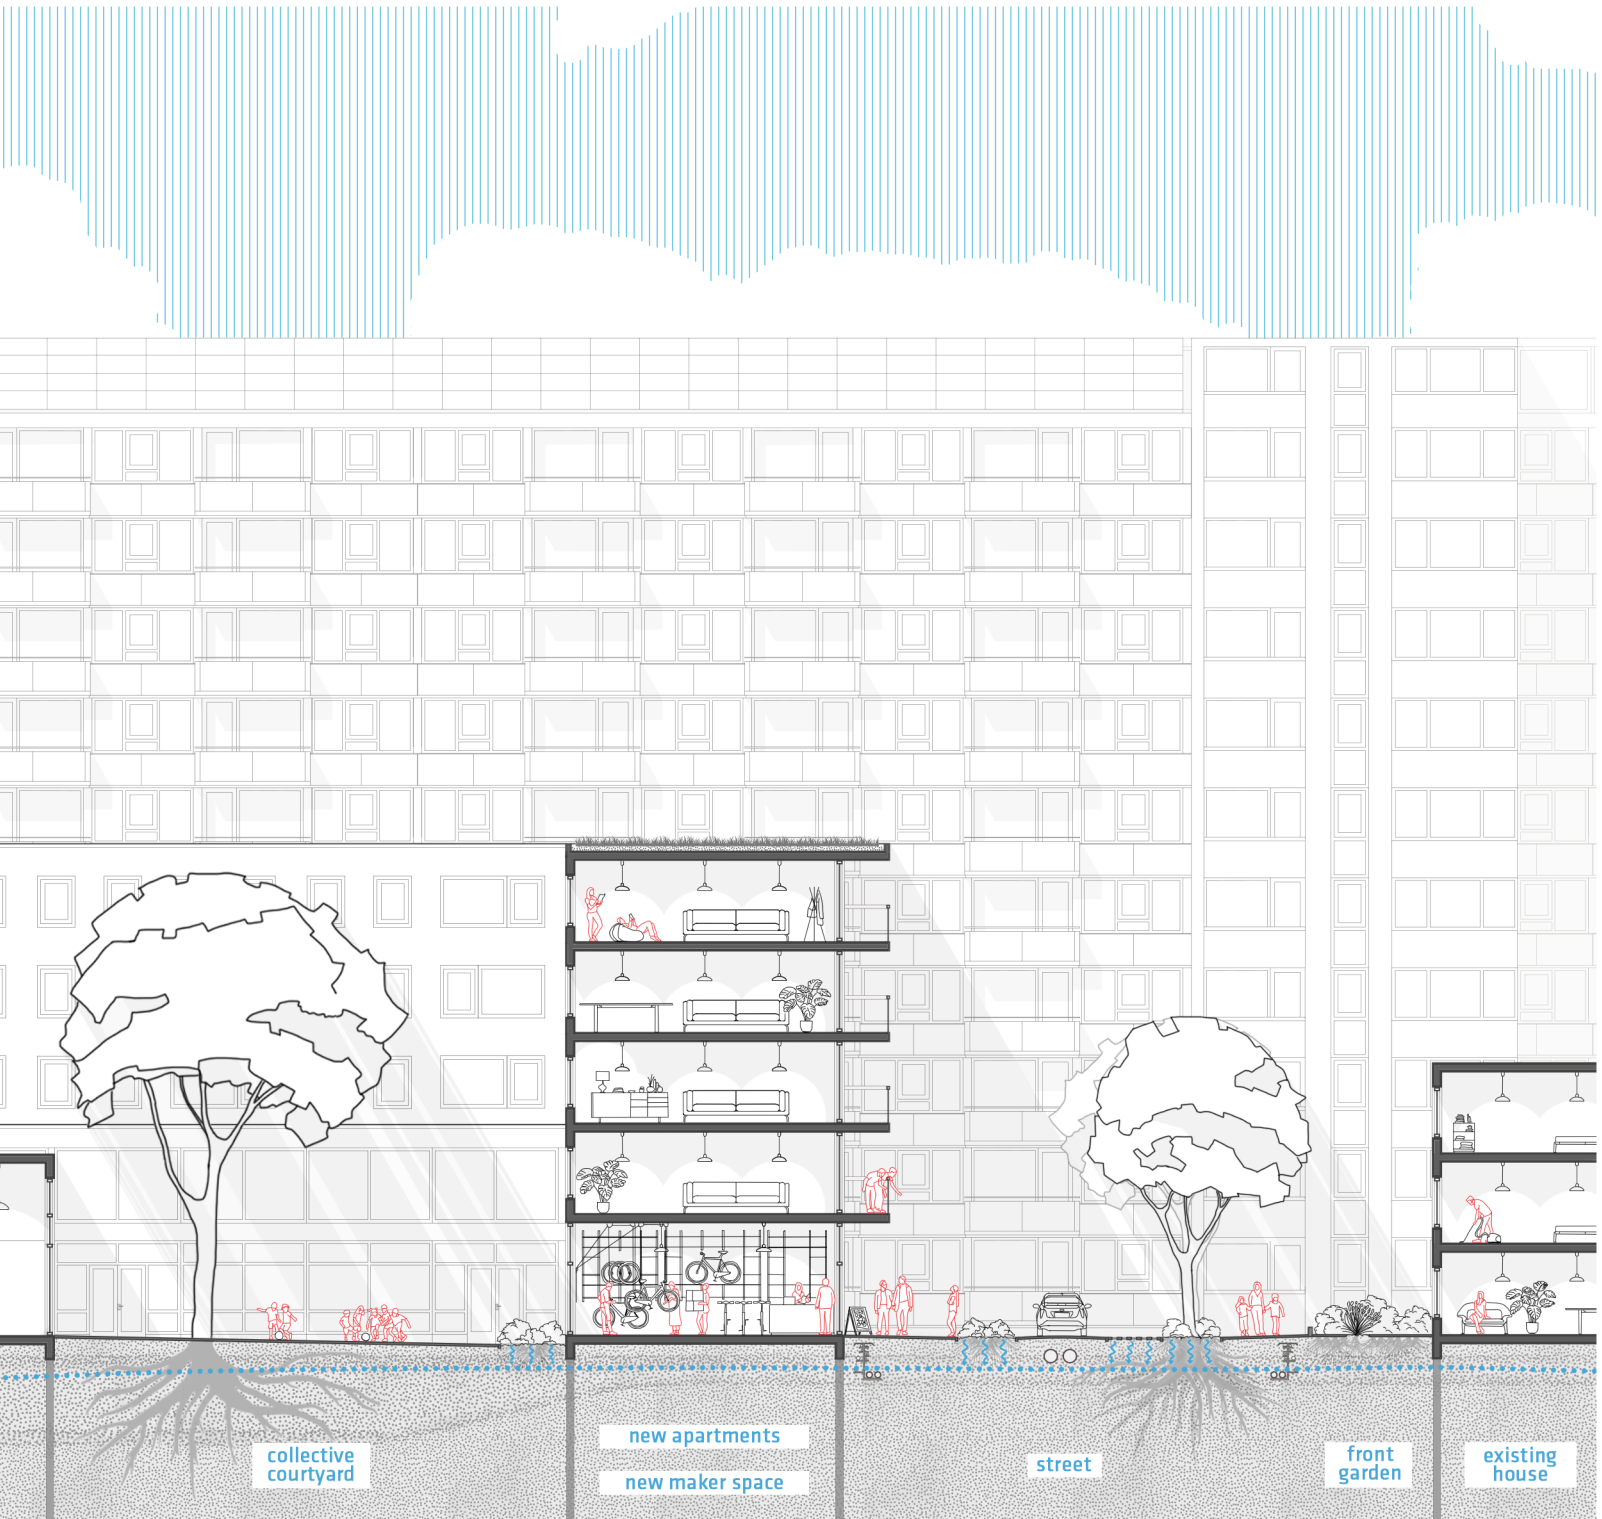 collective
courtyard
new apartments
new maker space
street
front
garden
existing
house